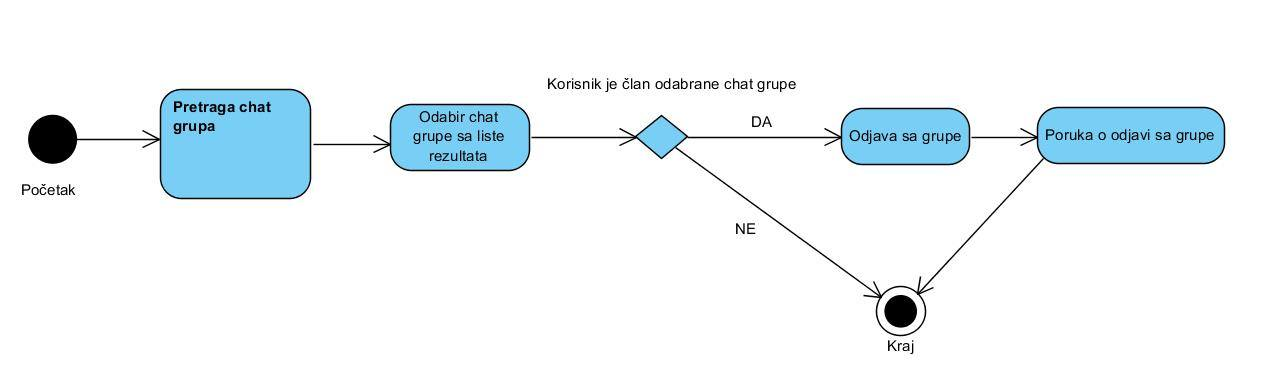 Početak
Pretraga chat
grupa
Odabir chat
grupe sa liste
rezultata
Korisnik je član odabrane chat grupe
DA
NE
Odjava sa grupe
Poruka o odjavi sa grupe
Kraj